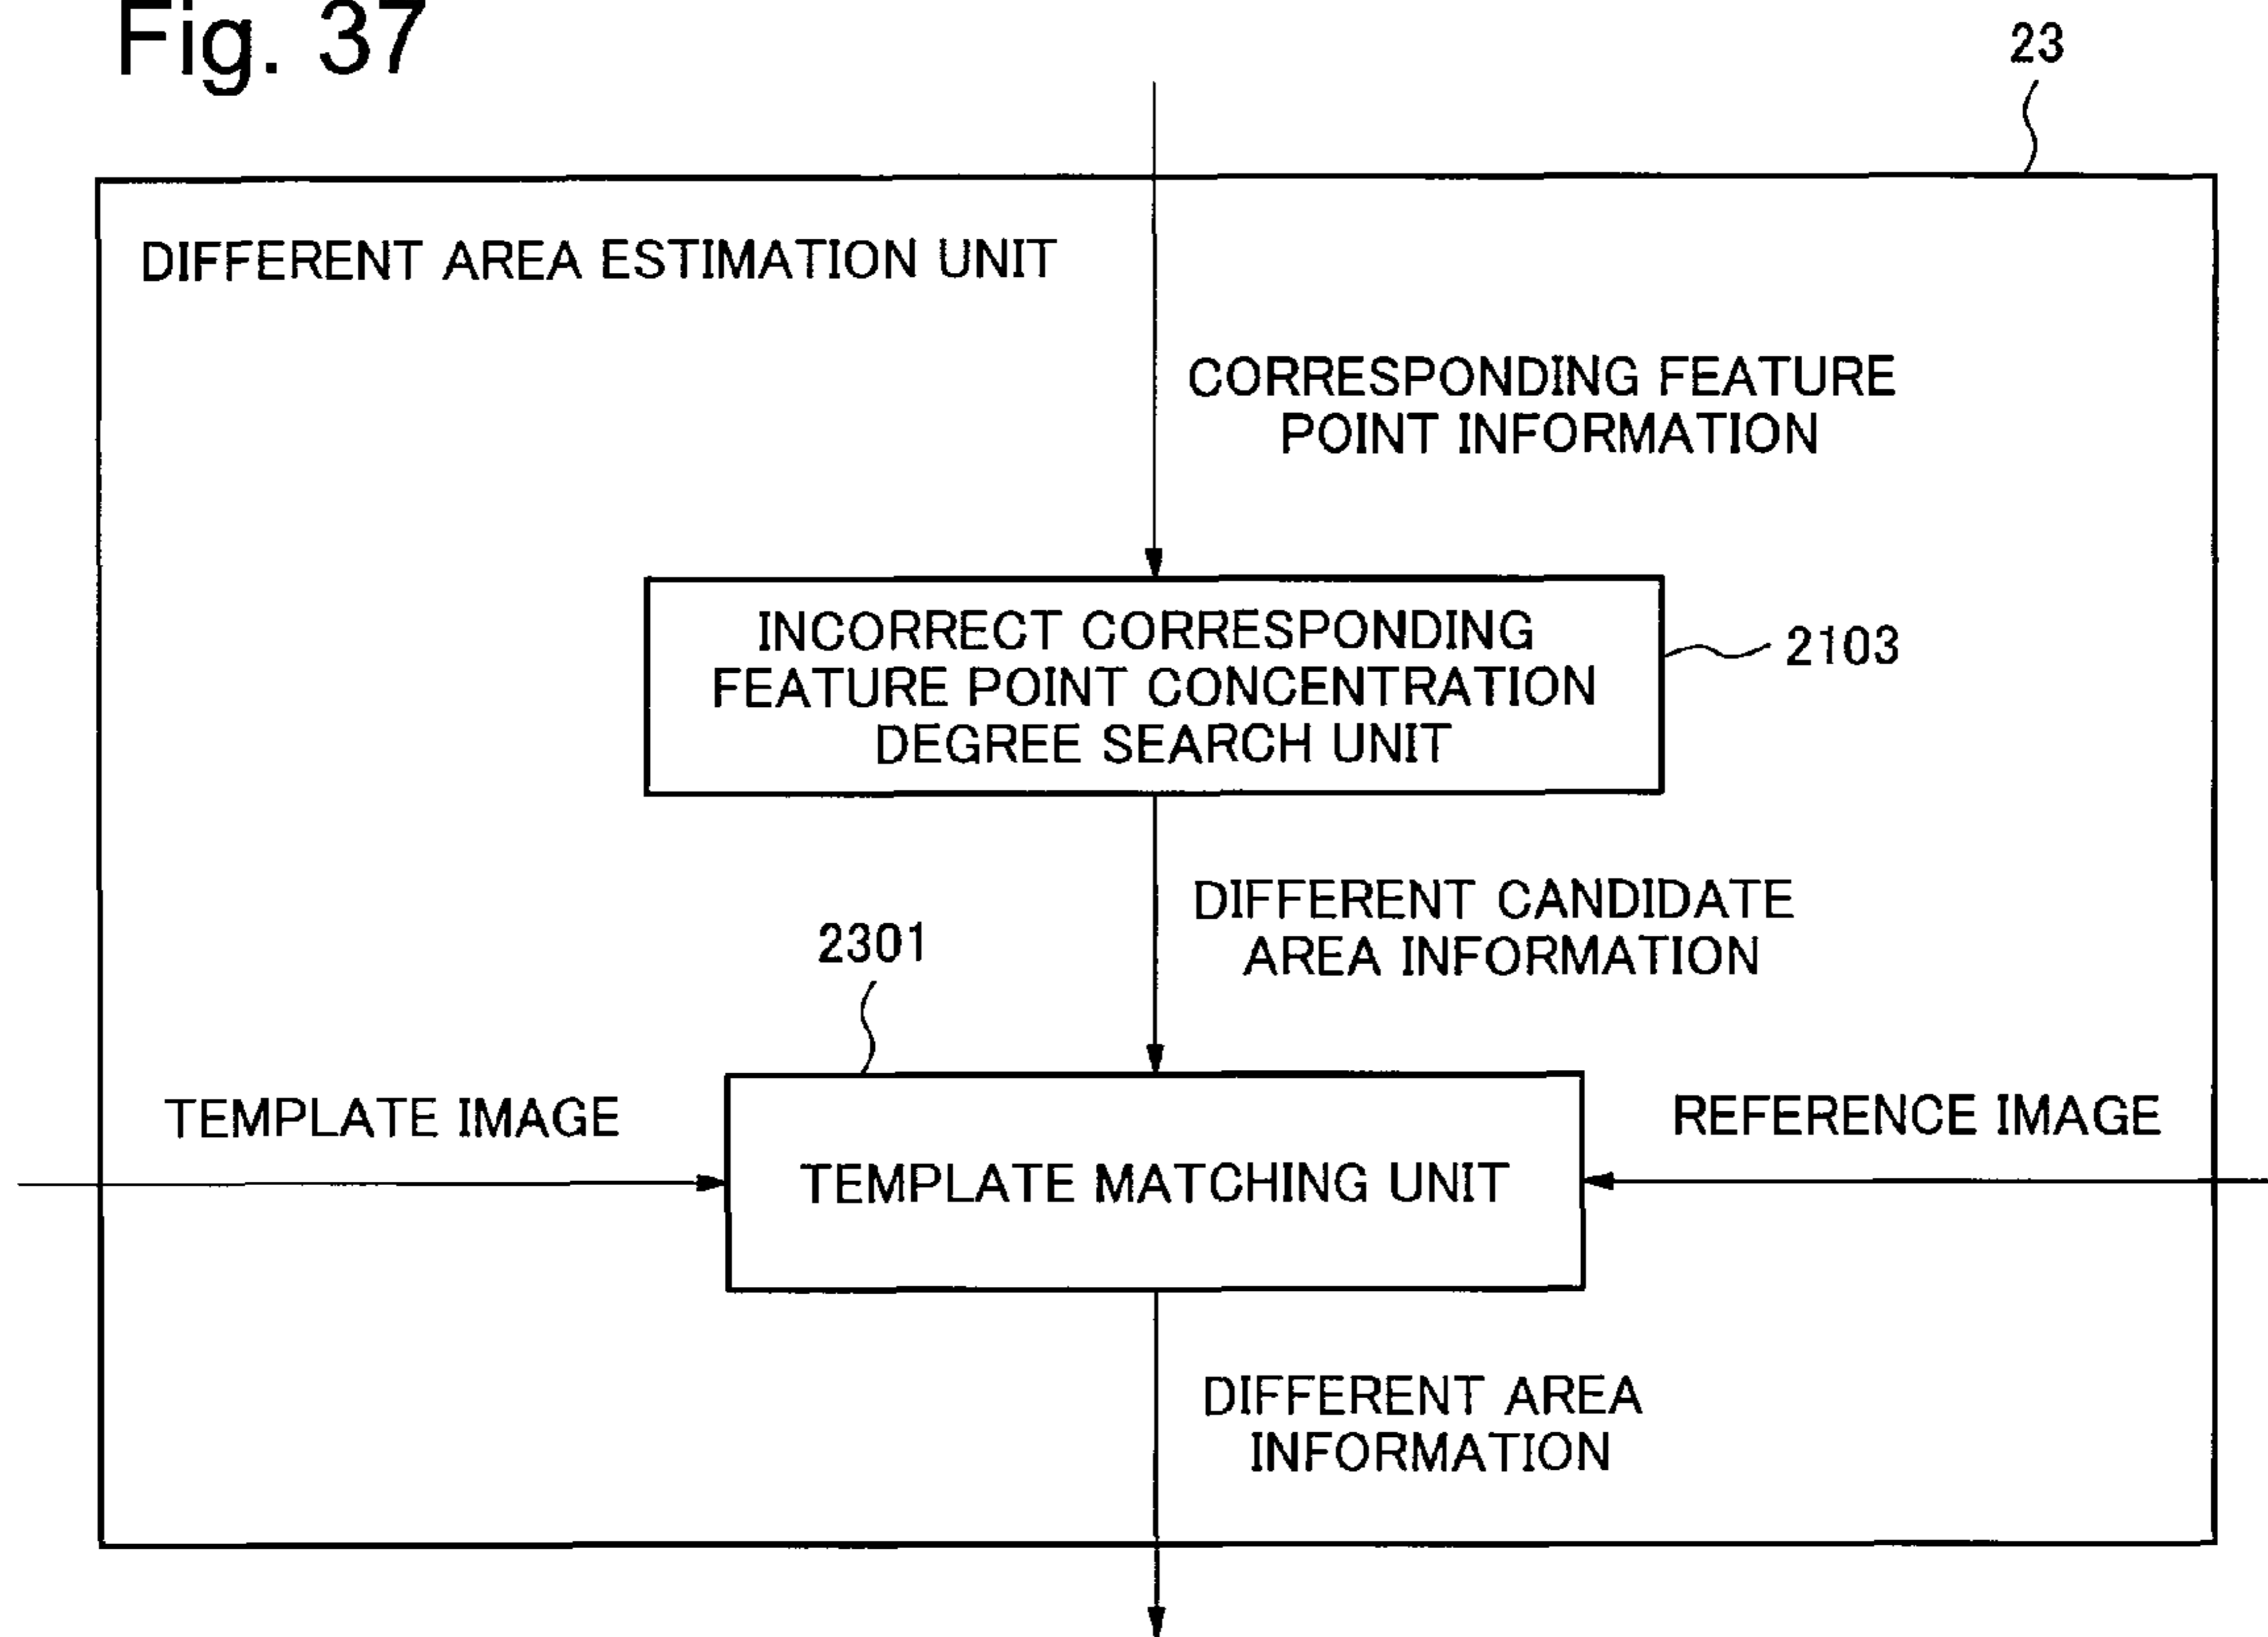 Fig. 37
23
DIFFERENT AREA ESTIMATION UNIT
CORRESPONDING FEATURE
POINT INFORMATION
INCORRECT CORRESPONDING
FEATURE POINT CONCENTRATION
DEGREE SEARCH UNIT
2103
DIFFERENT CANDIDATE
AREA INFORMATION
2301
TEMPLATE IMAGE
TEMPLATE MATCHING UNIT
REFERENCE IMAGE
DIFFERENT AREA
INFORMATION